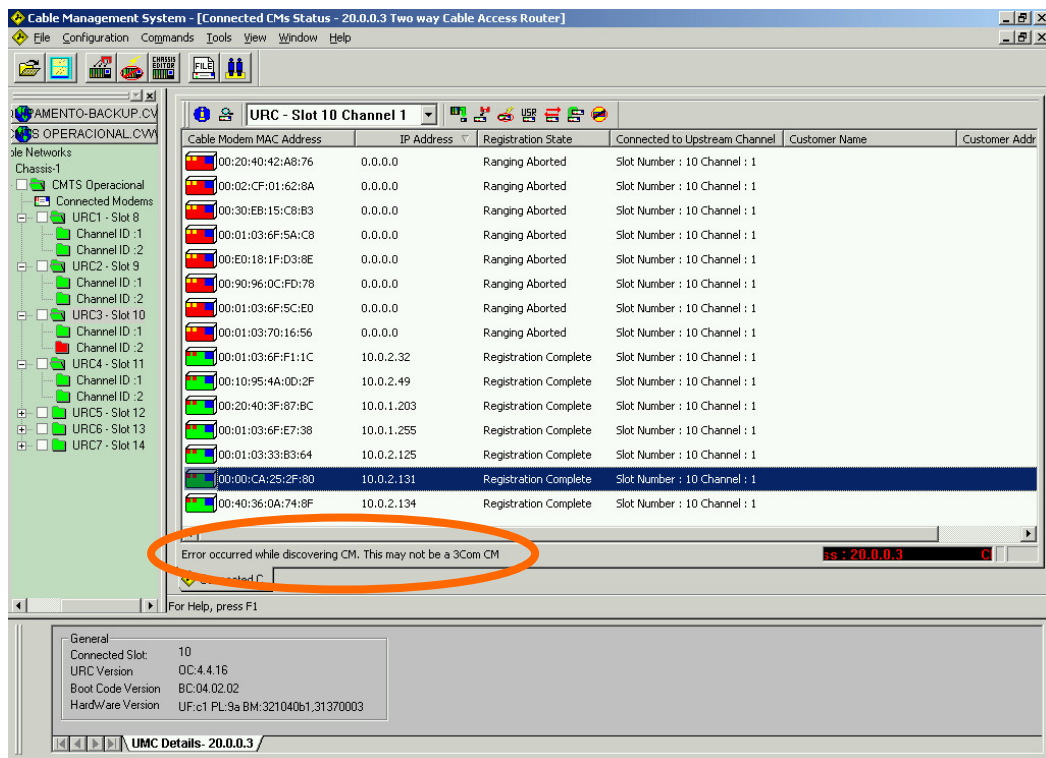 Cable Management System - [Connected CMs Status - 20.0.0.3 Two way Cable Access Router]
File Configuration Commands Tools View Window Help
CHASSIS EDITOR FILE
PAMENTO-BACKUP.CV
S OPERACIONAL.CVW
ble Networks
Chassis-1
CMTS Operacional
Connected Modems
URC1 - Slot 8
Channel ID :1
Channel ID :2
URC2 - Slot 9
Channel ID :1
Channel ID :2
URC3 - Slot 10
Channel ID :1
Channel ID :2
URC4 - Slot 11
Channel ID :1
Channel ID :2
URC5 - Slot 12
URC6 - Slot 13
URC7 - Slot 14
URC - Slot 10 Channel 1 USR
Cable Modem MAC Address IP Address Registration State Connected to Upstream Channel Customer Name Customer Addr
00:20:40:42:A8:76 0.0.0.0 Ranging Aborted Slot Number : 10 Channel : 1
00:02:CF:01:62:8A 0.0.0.0 Ranging Aborted Slot Number : 10 Channel : 1
00:30:EB:15:C8:B3 0.0.0.0 Ranging Aborted Slot Number : 10 Channel : 1
00:01:03:6F:5A:C8 0.0.0.0 Ranging Aborted Slot Number : 10 Channel : 1
00:E0:18:1F:D3:8E 0.0.0.0 Ranging Aborted Slot Number : 10 Channel : 1
00:90:96:0C:FD:78 0.0.0.0 Ranging Aborted Slot Number : 10 Channel : 1
00:01:03:6F:5C:E0 0.0.0.0 Ranging Aborted Slot Number : 10 Channel : 1
00:01:03:70:16:56 0.0.0.0 Ranging Aborted Slot Number : 10 Channel : 1
00:01:03:6F:F1:1C 10.0.2.32 Registration Complete Slot Number : 10 Channel : 1
00:10:95:4A:0D:2F 10.0.2.49 Registration Complete Slot Number : 10 Channel : 1
00:20:40:3F:87:BC 10.0.1.203 Registration Complete Slot Number : 10 Channel : 1
00:01:03:6F:E7:38 10.0.1.255 Registration Complete Slot Number : 10 Channel : 1
00:01:03:33:B3:64 10.0.2.125 Registration Complete Slot Number : 10 Channel : 1
00:00:CA:25:2F:80 10.0.2.131 Registration Complete Slot Number : 10 Channel : 1
00:40:36:0A:74:8F 10.0.2.134 Registration Complete Slot Number : 10 Channel : 1
Error occurred while discovering CM. This may not be a 3Com CM
ss : 20.0.0.3 C
Connected C
For Help, press F1
General
Connected Slot: 10
URC Version OC:4.4.16
Boot Code Version BC:04.02.02
HardWare Version UF:c1 PL:9a BM:321040b1,31370003
UMC Details- 20.0.0.3